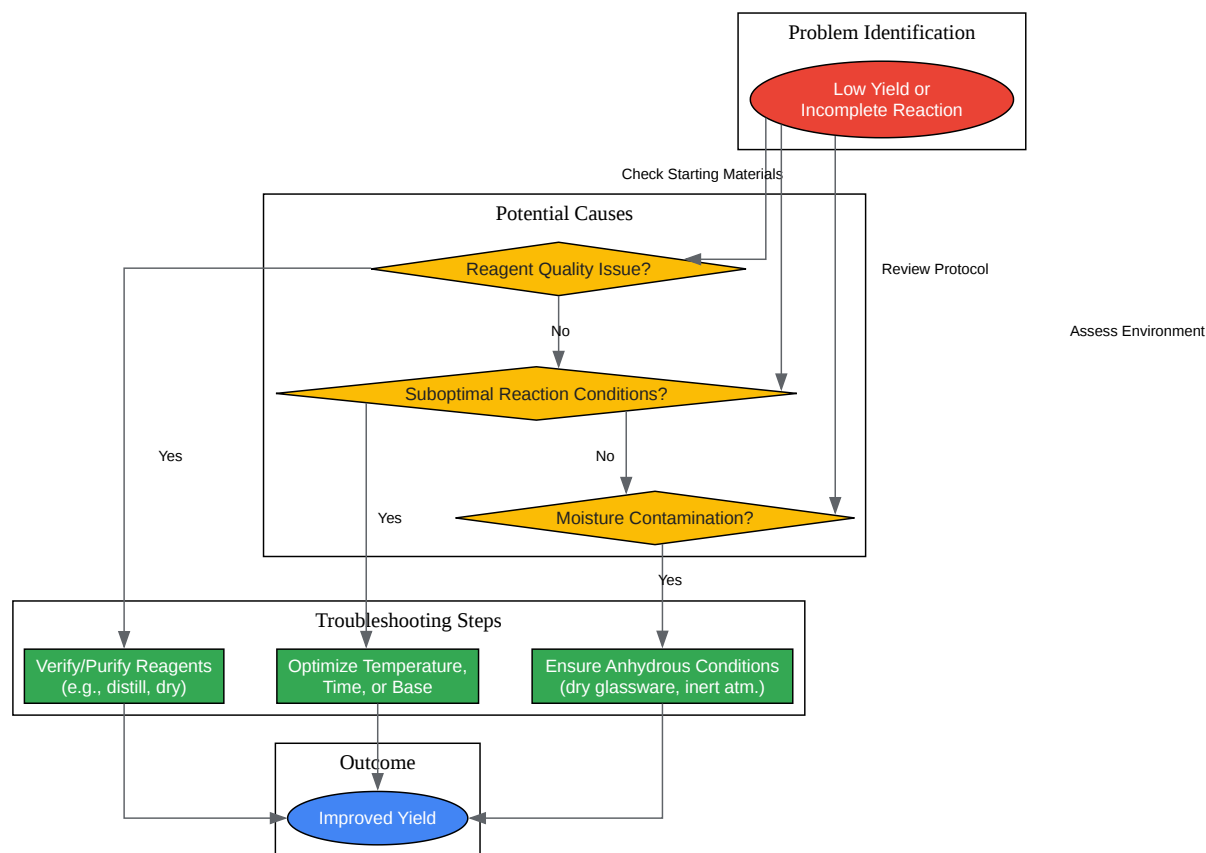 Problem Identification
Low Yield or
Incomplete Reaction
Check Starting Materials
Potential Causes
Reagent Quality Issue?
Review Protocol
No
Assess Environment
Suboptimal Reaction Conditions?
Yes
No
Yes
Moisture Contamination?
Yes
Troubleshooting Steps
Verify/Purify Reagents
(e.g., distill, dry)
Optimize Temperature,
Time, or Base
Ensure Anhydrous Conditions
(dry glassware, inert atm.)
Outcome
Improved Yield